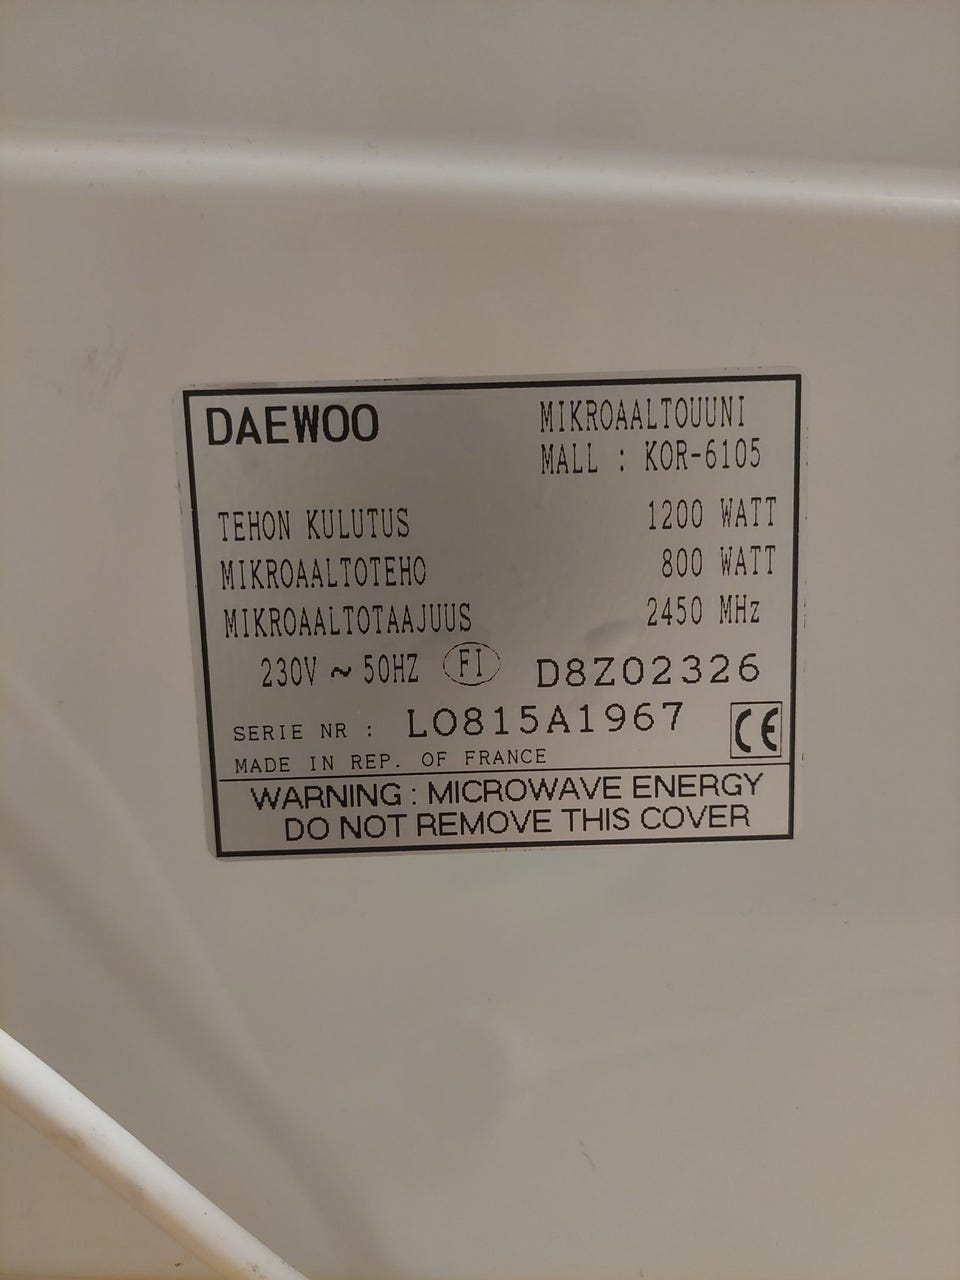 DAEWOO
MIKROAALTOUUNI
MALL : KOR-6105
TEHON KULUTUS 1200 WATT
MIKROAALTOTEHO 800 WATT
MIKROAALTOTAAJUUS 2450 MHz
230V ~ 50HZ FI D8Z02326
SERIE NR : L0815A1967 CE
MADE IN REP. OF FRANCE
WARNING : MICROWAVE ENERGY
DO NOT REMOVE THIS COVER